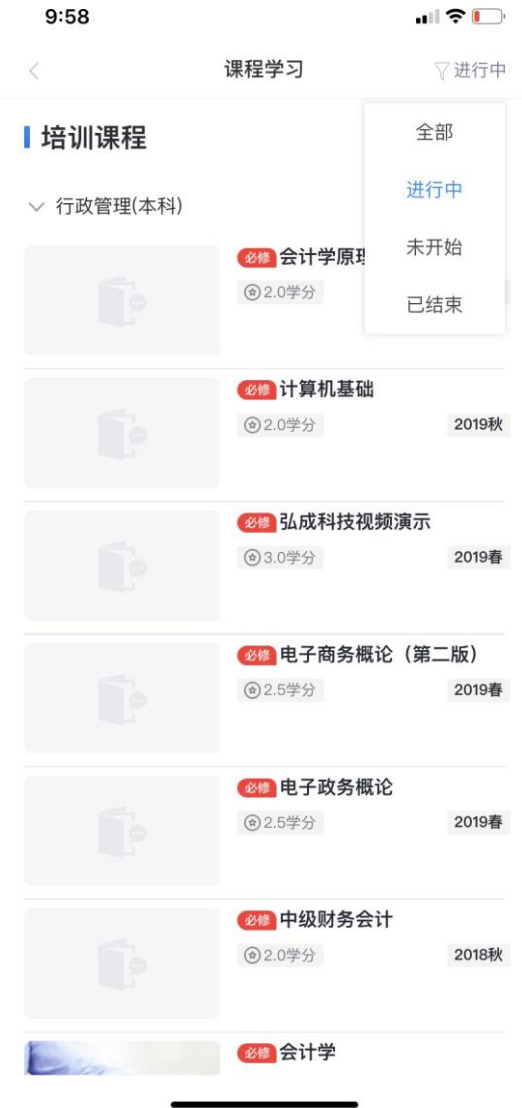 9:58
课程学习
进行中
培训课程
全部
进行中
未开始
已结束
行政管理(本科)
必修 会计学原
2.0学分
必修 计算机基础
2.0学分 2019秋
必修 弘成科技视频演示
3.0学分 2019春
必修 电子商务概论（第二版）
2.5学分 2019春
必修 电子政务概论
2.5学分 2019春
必修 中级财务会计
2.0学分 2018秋
必修 会计学